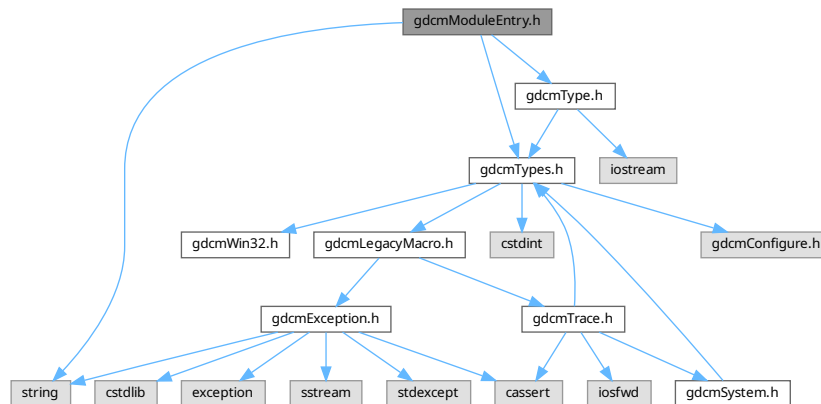 gdcmModuleEntry.h
gdcmType.h
gdcmTypes.h
iostream
gdcmWin32.h
gdcmLegacyMacro.h
cstdint
gdcmConfigure.h
gdcmException.h
gdcmTrace.h
string
cstdlib
exception
sstream
stdexcept
cassert
iosfwd
gdcmSystem.h